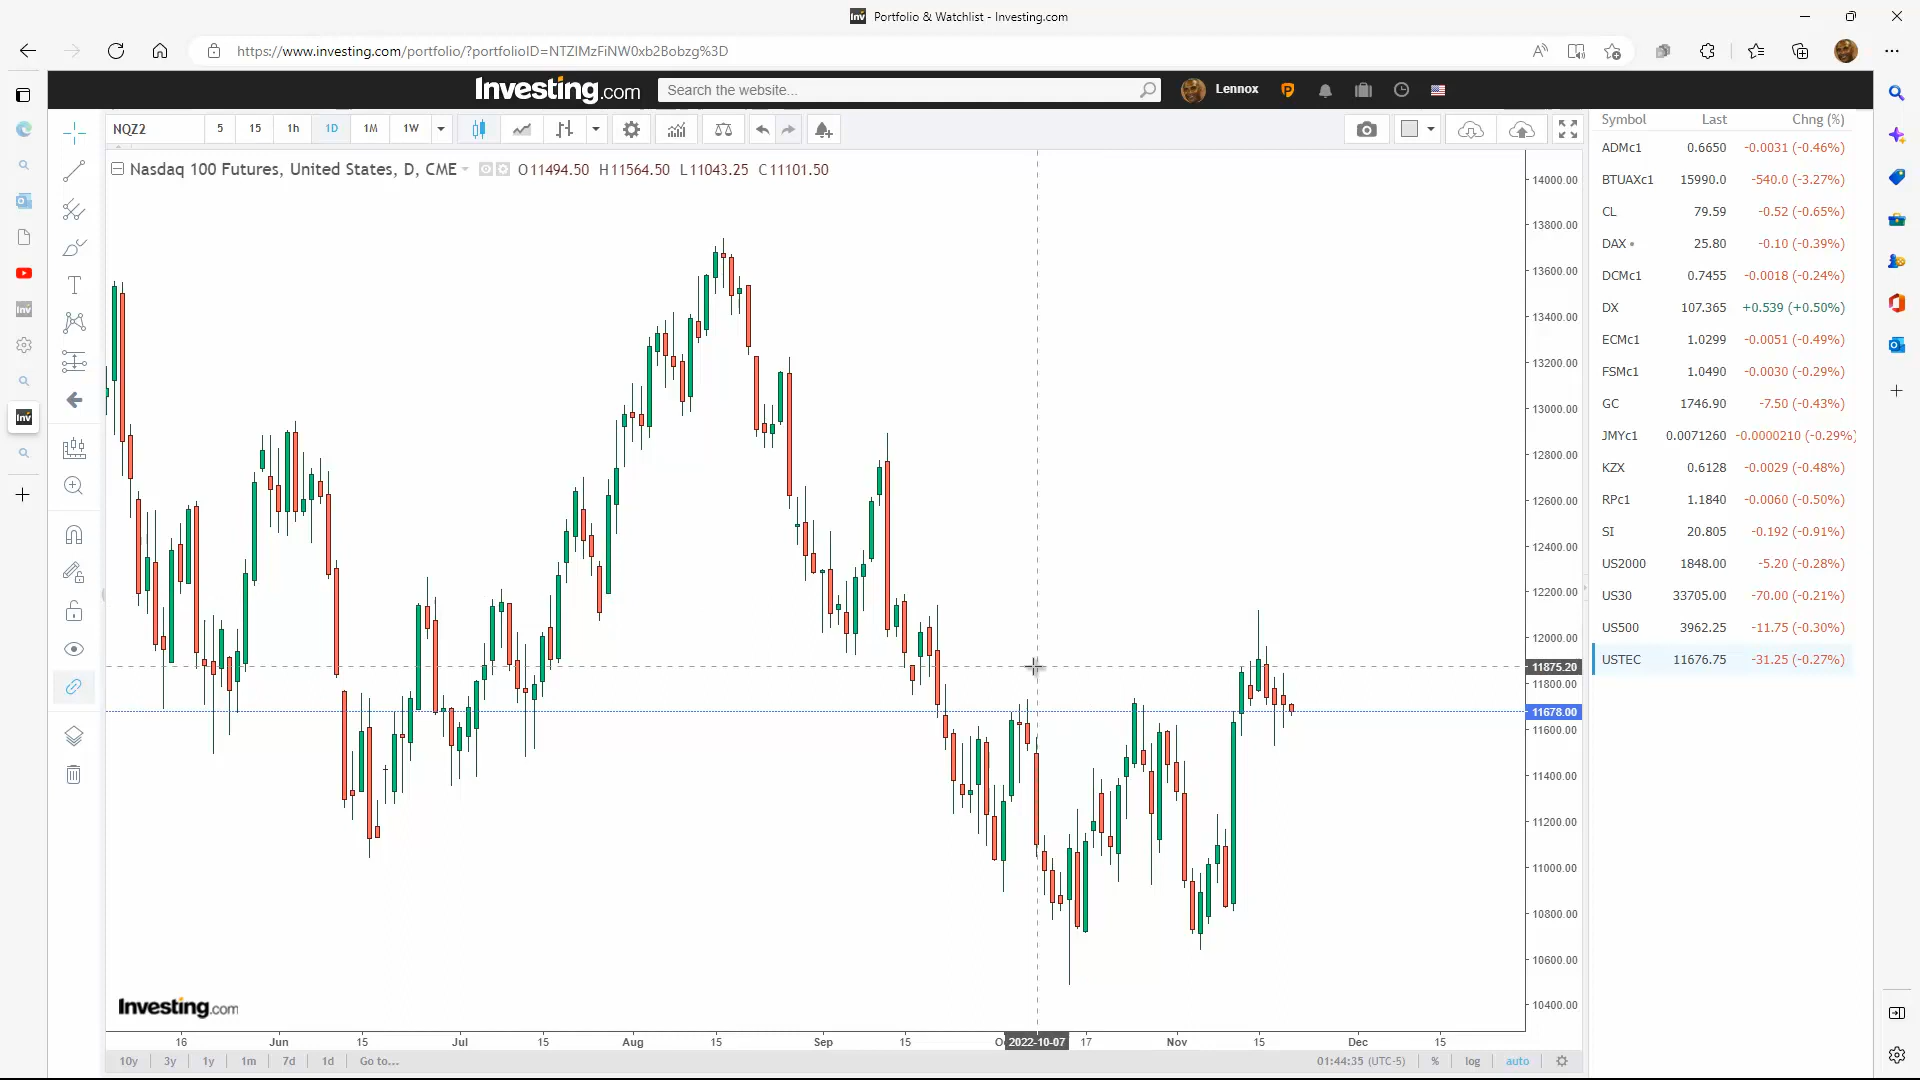 Portfolio & Watchlist - Investing.com
https://www.investing.com/portfolio/?portfolioID=NTZIMzFiNW0xb2Bobzg%3D
Investing.com Search the website... Lennox
NQZ2 5 15 1h 1D 1M 1W
Nasdaq 100 Futures, United States, D, CME O11494.50 H11564.50 L11043.25 C11101.50
14000.00
13800.00
13600.00
13400.00
13200.00
13000.00
12800.00
12600.00
12400.00
12200.00
12000.00
11875.20
11800.00
11678.00
11600.00
11400.00
11200.00
11000.00
10800.00
10600.00
10400.00
Investing.com
16 Jun 15 Jul 15 Aug 15 Sep 15 2022-10-07 17 Nov 15 Dec 15
10y 3y 1y 1m 7d 1d Go to... 01:44:35 (UTC-5) % log auto
Symbol Last Chng (%)
ADMc1 0.6650 -0.0031 (-0.46%)
BTUAXc1 15990.0 -540.0 (-3.27%)
CL 79.59 -0.52 (-0.65%)
DAX 25.80 -0.10 (-0.39%)
DCMc1 0.7455 -0.0018 (-0.24%)
DX 107.365 +0.539 (+0.50%)
ECMc1 1.0299 -0.0051 (-0.49%)
FSMc1 1.0490 -0.0030 (-0.29%)
GC 1746.90 -7.50 (-0.43%)
JMYc1 0.0071260 -0.0000210 (-0.29%)
KZX 0.6128 -0.0029 (-0.48%)
RPc1 1.1840 -0.0060 (-0.50%)
SI 20.805 -0.192 (-0.91%)
US2000 1848.00 -5.20 (-0.28%)
US30 33705.00 -70.00 (-0.21%)
US500 3962.25 -11.75 (-0.30%)
USTEC 11676.75 -31.25 (-0.27%)